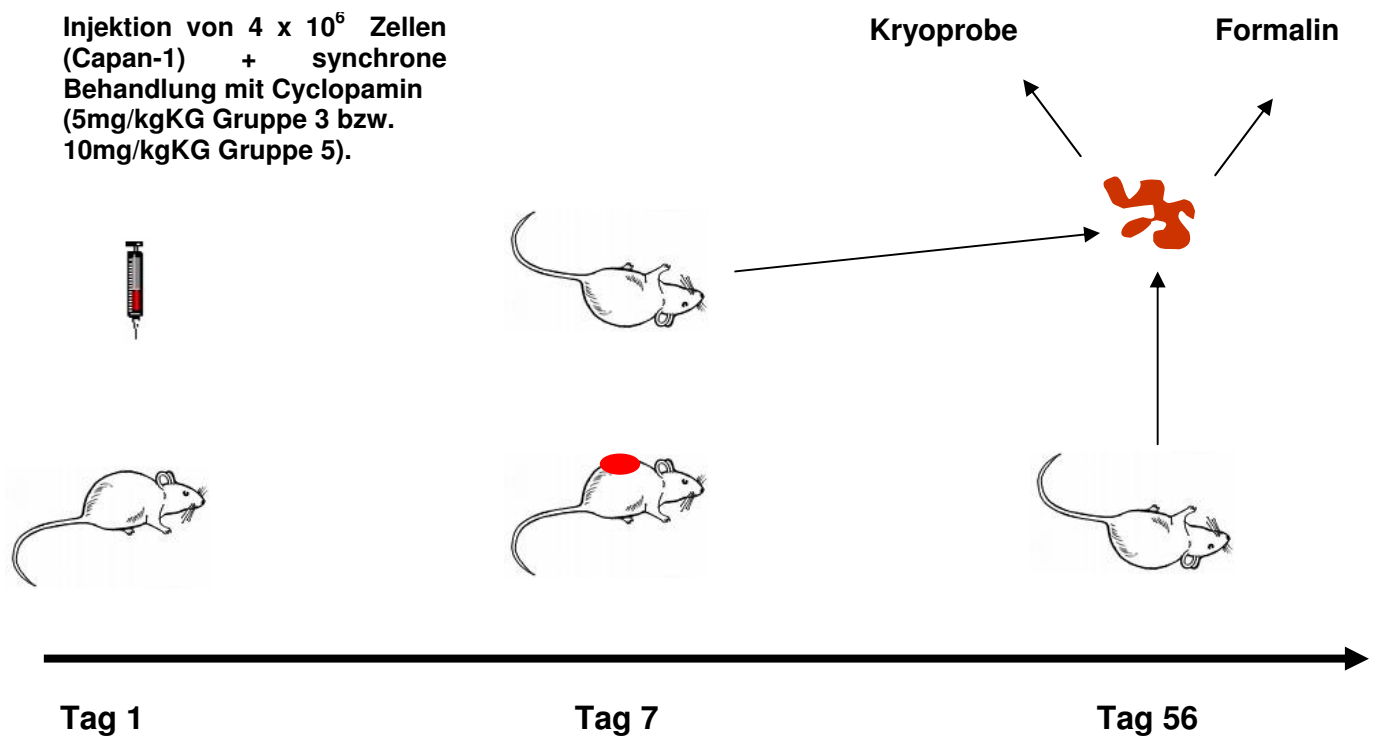 Injektion von 4 x 10⁶ Zellen
(Capan-1) + synchrone
Behandlung mit Cyclopamin
(5mg/kgKG Gruppe 3 bzw.
10mg/kgKG Gruppe 5).
Kryoprobe Formalin
Tag 1 Tag 7 Tag 56